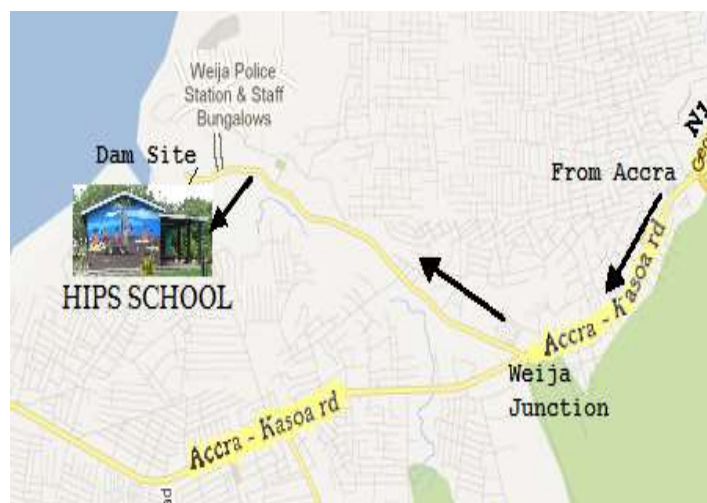 Weija Police
Station & Staff
Bungalows
N1
Dam Site
From Accra
HIPS SCHOOL
Accra - Kasoa rd
Weija
Junction
Accra - Kasoa rd